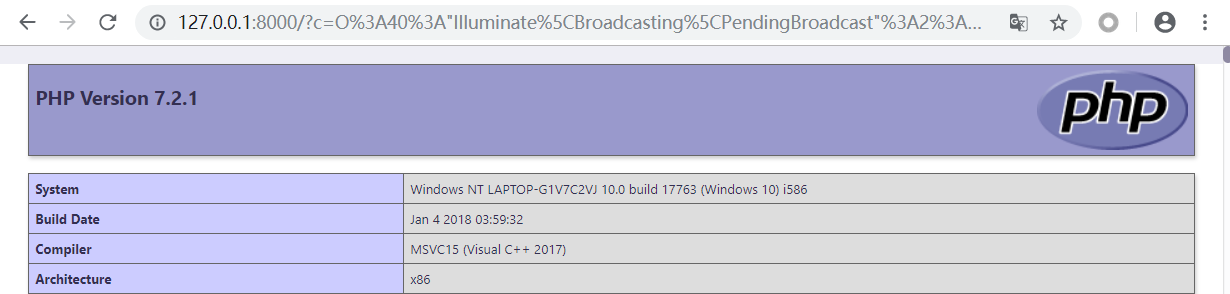 127.0.0.1:8000/?c=O%3A40%3A"Illuminate%5CBroadcasting%5CPendingBroadcast"%3A2%3A...
PHP Version 7.2.1
php
System Windows NT LAPTOP-G1V7C2VJ 10.0 build 17763 (Windows 10) i586
Build Date Jan 4 2018 03:59:32
Compiler MSVC15 (Visual C++ 2017)
Architecture x86